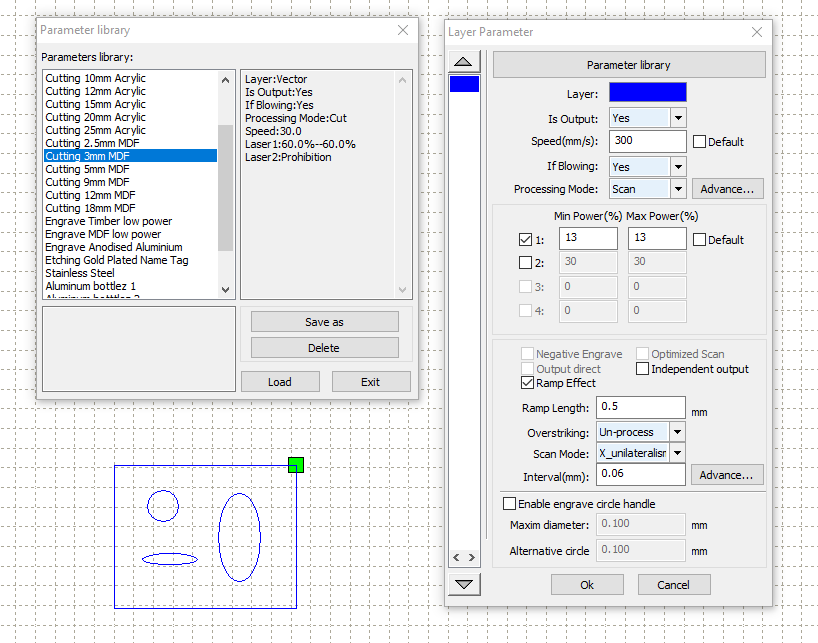 Parameter library
Parameters library:
Cutting 10mm Acrylic
Cutting 12mm Acrylic
Cutting 15mm Acrylic
Cutting 20mm Acrylic
Cutting 25mm Acrylic
Cutting 2.5mm MDF
Cutting 3mm MDF
Cutting 5mm MDF
Cutting 9mm MDF
Cutting 12mm MDF
Cutting 18mm MDF
Engrave Timber low power
Engrave MDF low power
Engrave Anodised Aluminium
Etching Gold Plated Name Tag
Stainless Steel
Aluminum bottlez 1
Layer:Vector
Is Output:Yes
If Blowing:Yes
Processing Mode:Cut
Speed:30.0
Laser1:60.0%--60.0%
Laser2:Prohibition
Save as
Delete
Load Exit
Layer Parameter
Parameter library
Layer:
Is Output: Yes
Speed(mm/s): 300 Default
If Blowing: Yes
Processing Mode: Scan Advance...
Min Power(%) Max Power(%)
1: 13 13 Default
2: 30 30
3: 0 0
4: 0 0
Negative Engrave Optimized Scan
Output direct Independent output
Ramp Effect
Ramp Length: 0.5 mm
Overstriking: Un-process
Scan Mode: X_unilateralism
Interval(mm): 0.06 Advance...
Enable engrave circle handle
Maxim diameter: 0.100 mm
Alternative circle 0.100 mm
Ok Cancel